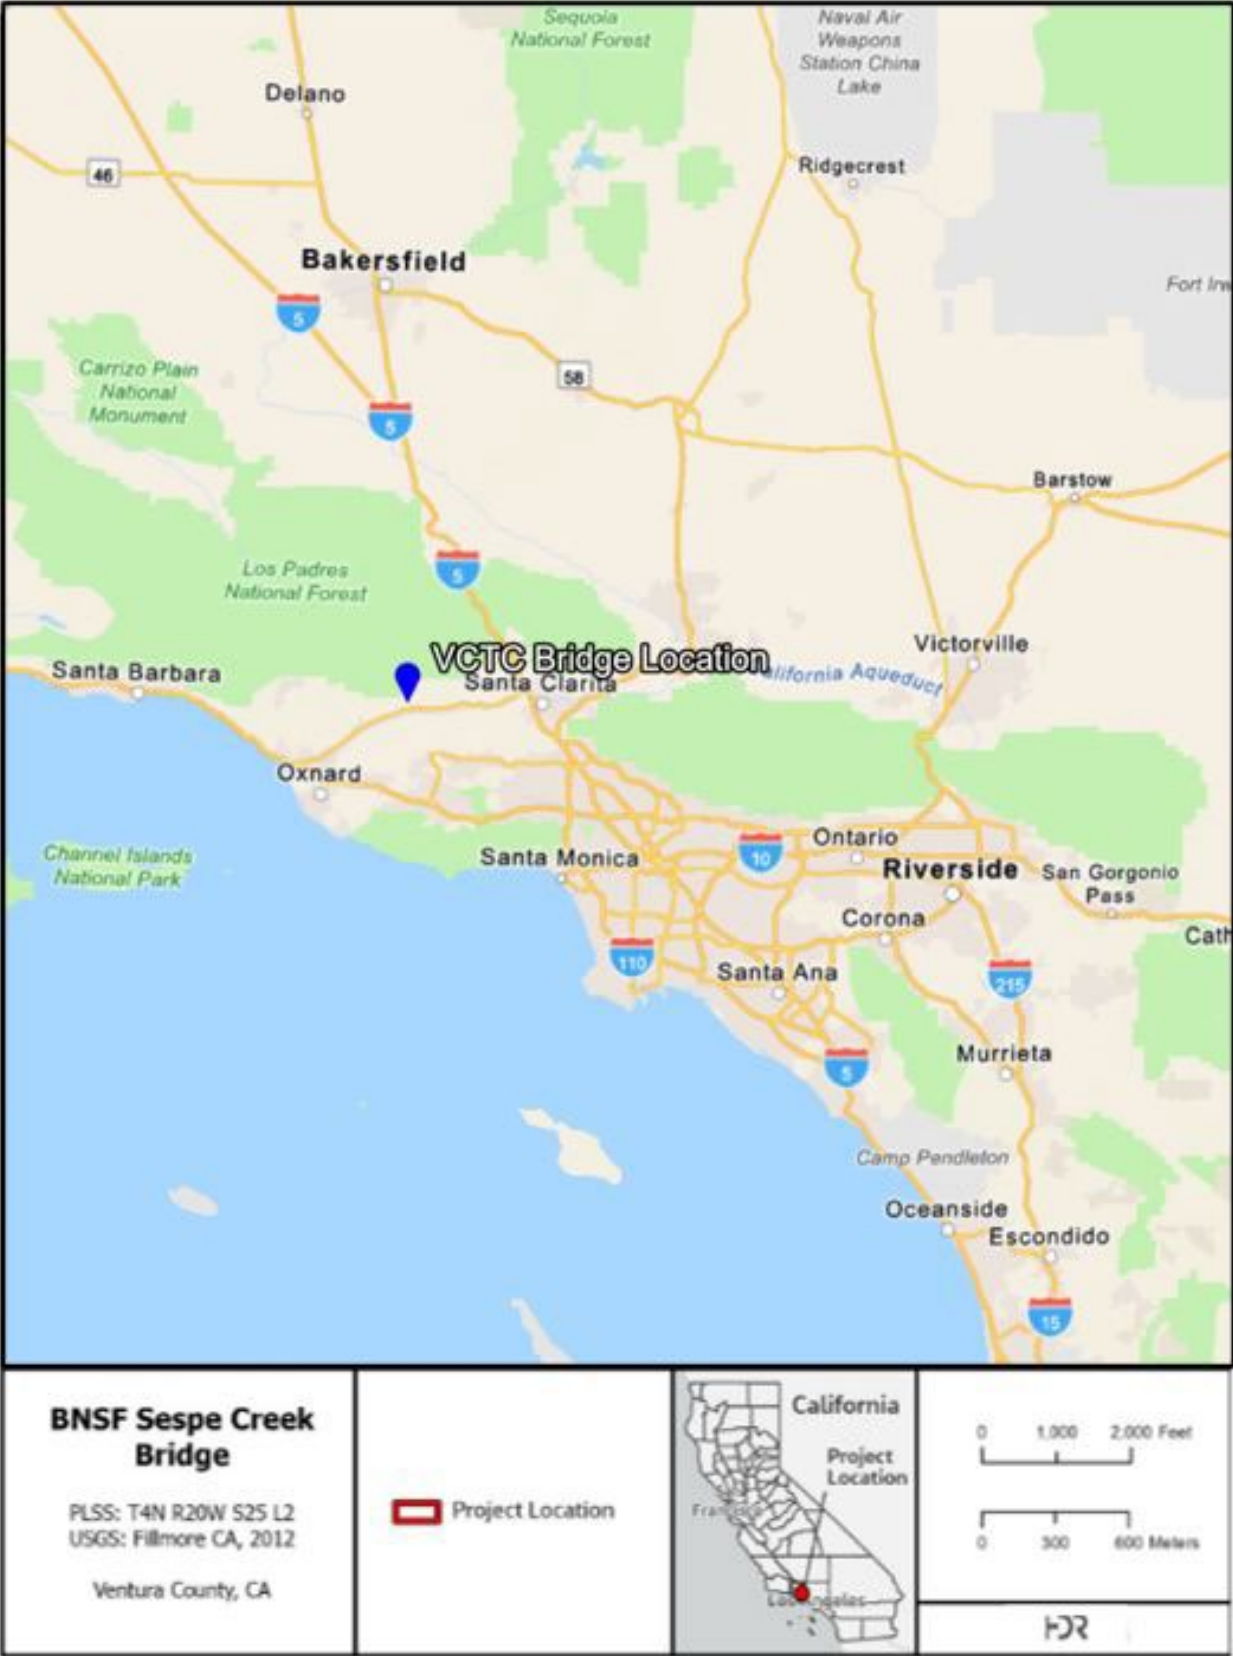 Sequoia
National Forest
Naval Air
Weapons
Station China
Lake
Delano
46
Ridgecrest
Bakersfield
5
Fort Irw
Carrizo Plain
National
Monument
58
5
Barstow
Los Padres
National Forest
5
Victorville
VCTC Bridge Location
Santa Barbara
Santa Clarita
alifornia Aqueduct
Oxnard
Channel Islands
National Park
Santa Monica
10
Ontario
Riverside
San Gorgonio
Pass
Corona
Cath
110
Santa Ana
215
5
Murrieta
Camp Pendleton
Oceanside
Escondido
15
BNSF Sespe Creek
Bridge
PLSS: T4N R20W S25 L2
USGS: Fillmore CA, 2012
Ventura County, CA
Project Location
California
Project
Location
0 1,000 2,000 Feet
0 300 600 Meters
HDR